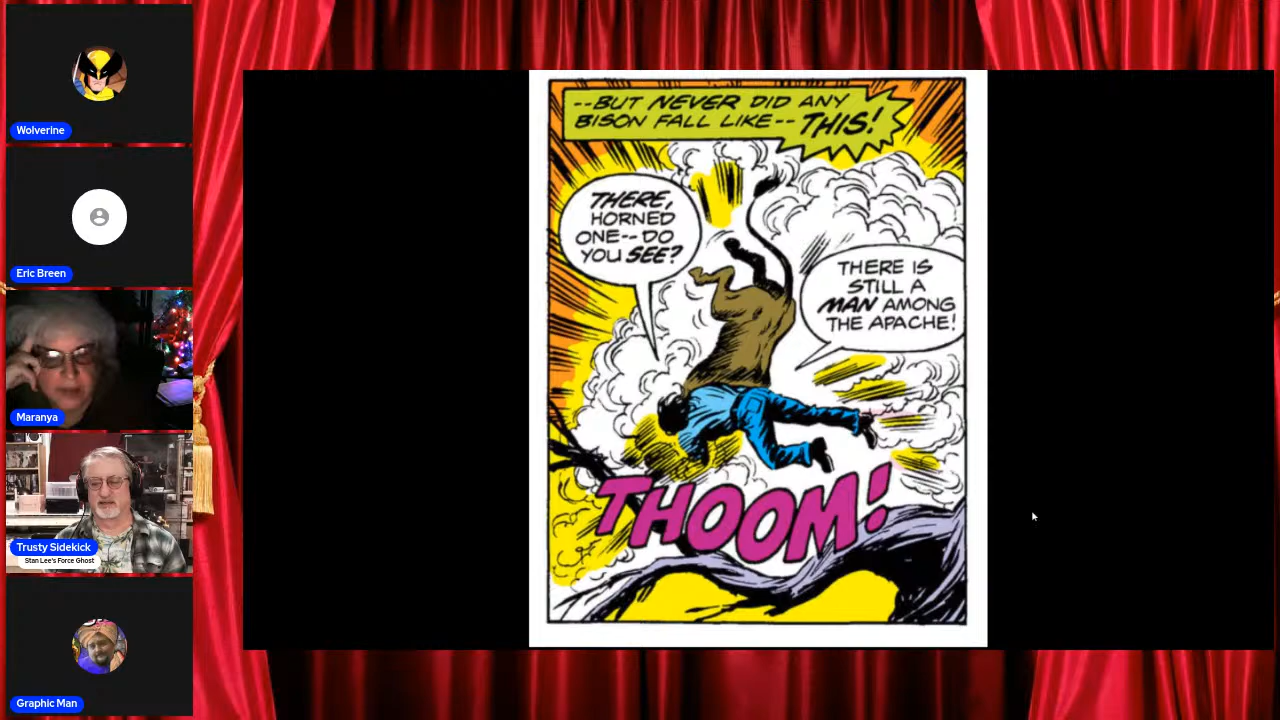 Wolverine
Eric Breen
Maranya
Trusty Sidekick
Stan Lee's Force Ghost
Graphic Man
--BUT NEVER DID ANY
BISON FALL LIKE--THIS!
THERE,
HORNED
ONE--DO
YOU SEE?
THERE IS
STILL A
MAN AMONG
THE APACHE!
THOOM!